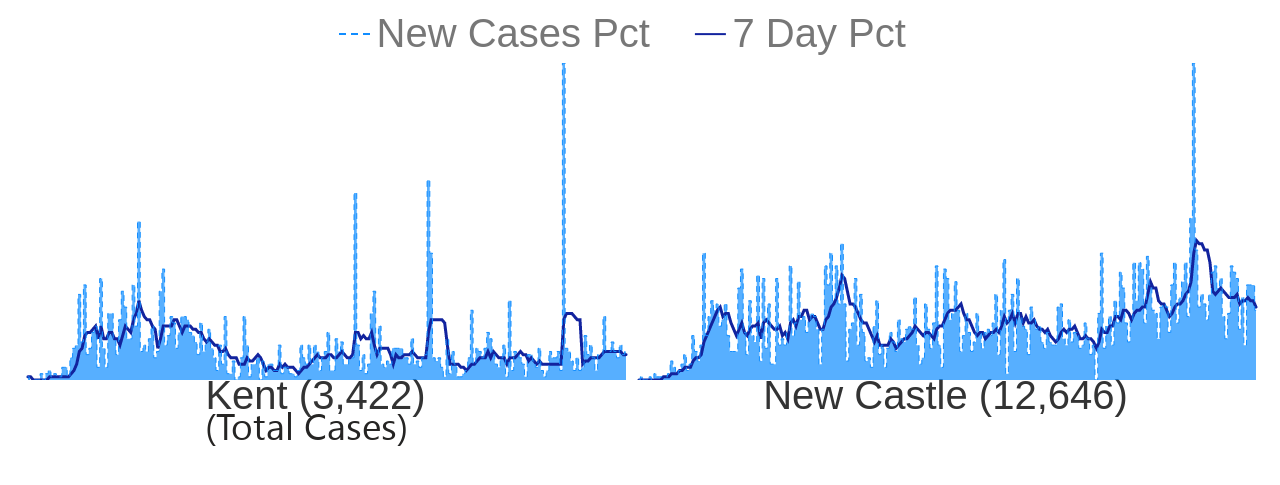 New Cases Pct 7 Day Pct
Kent (3,422)
(Total Cases)
New Castle (12,646)